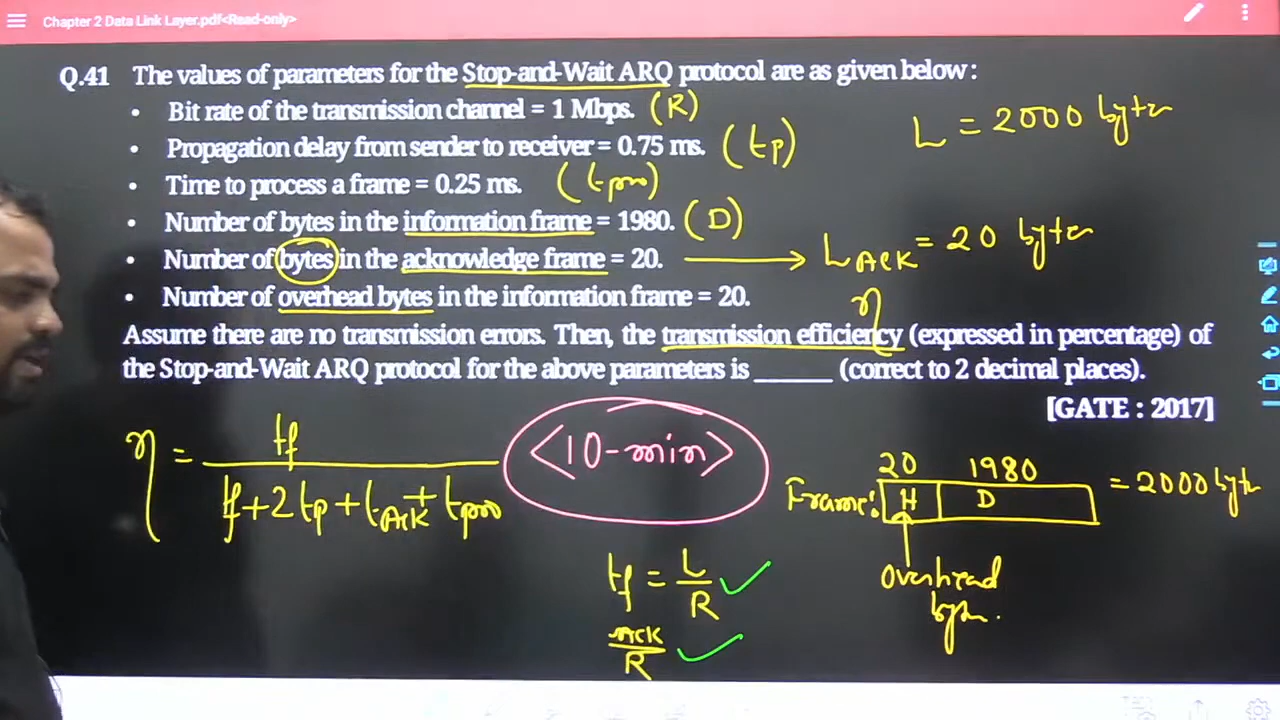 Chapter 2 Data Link Layer.pdf<Read-only>
Q.41 The values of parameters for the Stop-and-Wait ARQ protocol are as given below :
• Bit rate of the transmission channel = 1 Mbps. (R)
L = 2000 byte
• Propagation delay from sender to receiver = 0.75 ms. (tp)
• Time to process a frame = 0.25 ms. (tpro)
• Number of bytes in the information frame = 1980. (D)
• Number of bytes in the acknowledge frame = 20. → L ACK = 20 byte
• Number of overhead bytes in the information frame = 20.
η
Assume there are no transmission errors. Then, the transmission efficiency (expressed in percentage) of
the Stop-and-Wait ARQ protocol for the above parameters is ______ (correct to 2 decimal places).
[GATE : 2017]
η = tf / tf + 2tp + tACK + tpro
<10-min>
20 1980
Frame: H D = 2000 byte
Overhead
byte.
tf = L / R ✓
ACK / R ✓